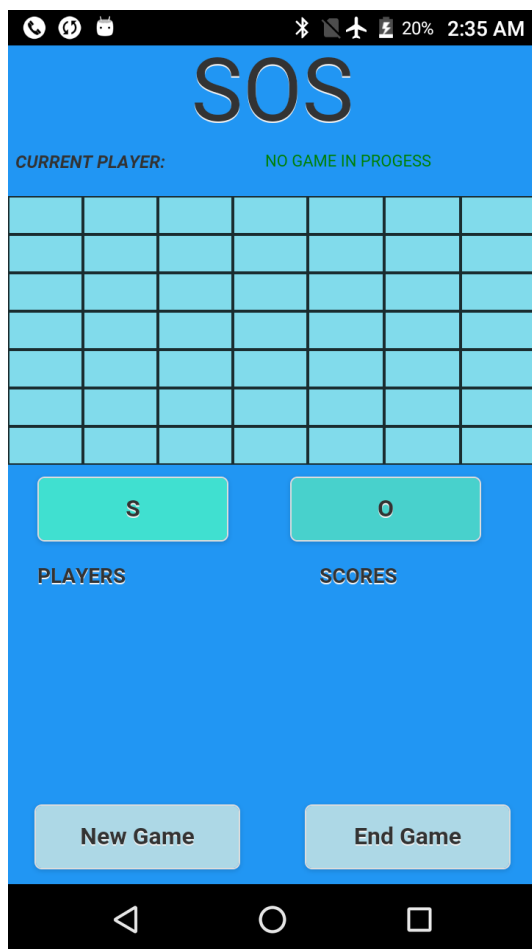 20% 2:35 AM
SOS
CURRENT PLAYER: NO GAME IN PROGESS
S O
PLAYERS SCORES
New Game End Game